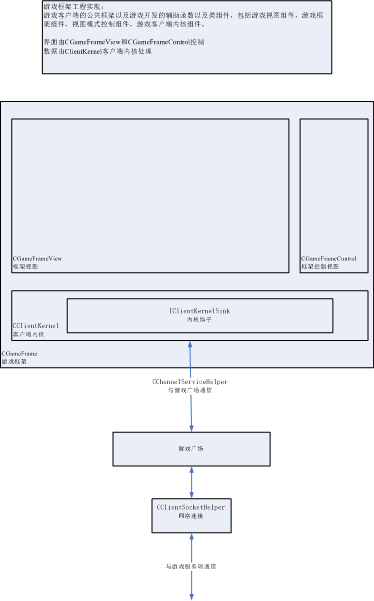 游戏框架工程实现:
游戏客户端的公共框架以及游戏开发的辅助函数以及类组件，包括游戏视图组件，游戏框
架组件，视图模式控制组件，游戏客户端内核组件。
界面由CGameFrameView和CGameFrameControl控制
数据由ClientKernel客户端内核处理
CGameFrameView
框架视图
CGameFrameControl
框架控制视图
IClientKernelSink
内核钩子
CClientKernel
客户端内核
CGameFrame
游戏框架
CChannelServiceHelper
与游戏广场通信
游戏广场
CClientSocketHelper
网络连接
与游戏服务端通信